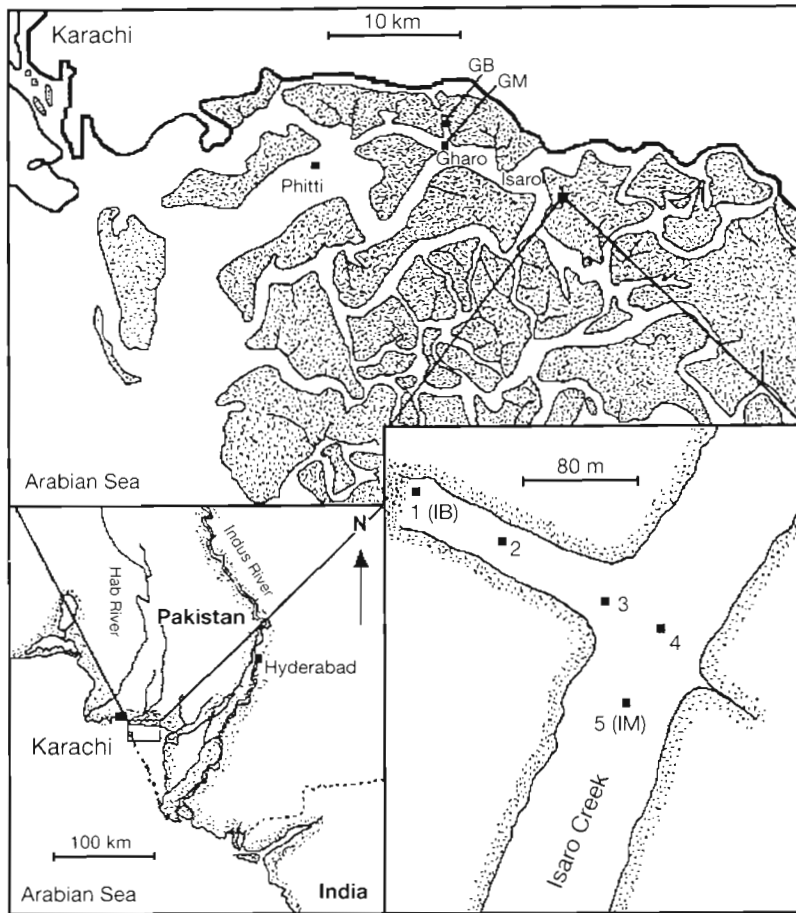 10 km
Karachi
GB
GM
Gharo
Isaro
Phitti
Arabian Sea
80 m
1 (IB)
2
3
4
5 (IM)
Isaro Creek
N
Indus River
Hab River
Pakistan
Hyderabad
Karachi
100 km
Arabian Sea
India